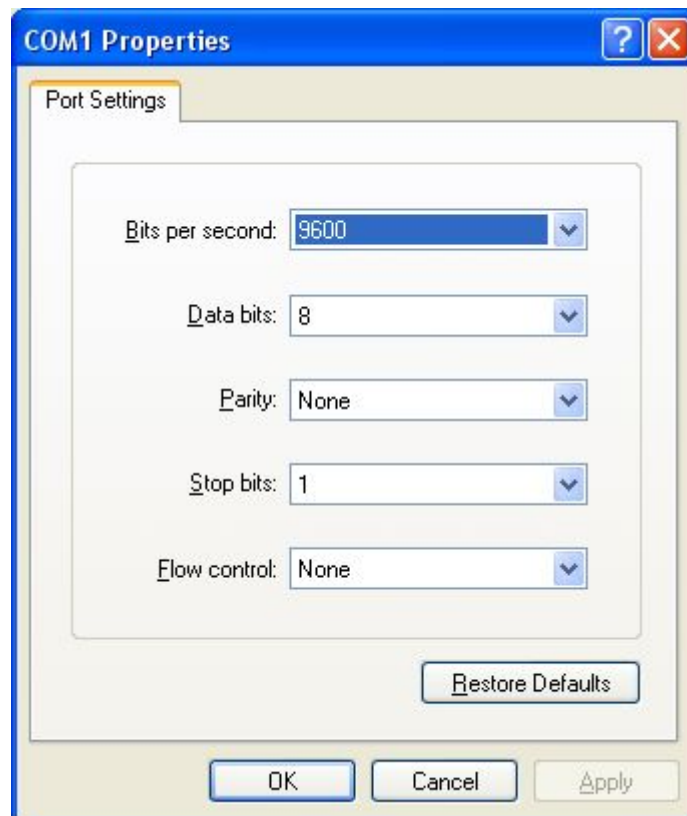 COM1 Properties
Port Settings
Bits per second: 9600
Data bits: 8
Parity: None
Stop bits: 1
Flow control: None
Restore Defaults
OK Cancel Apply